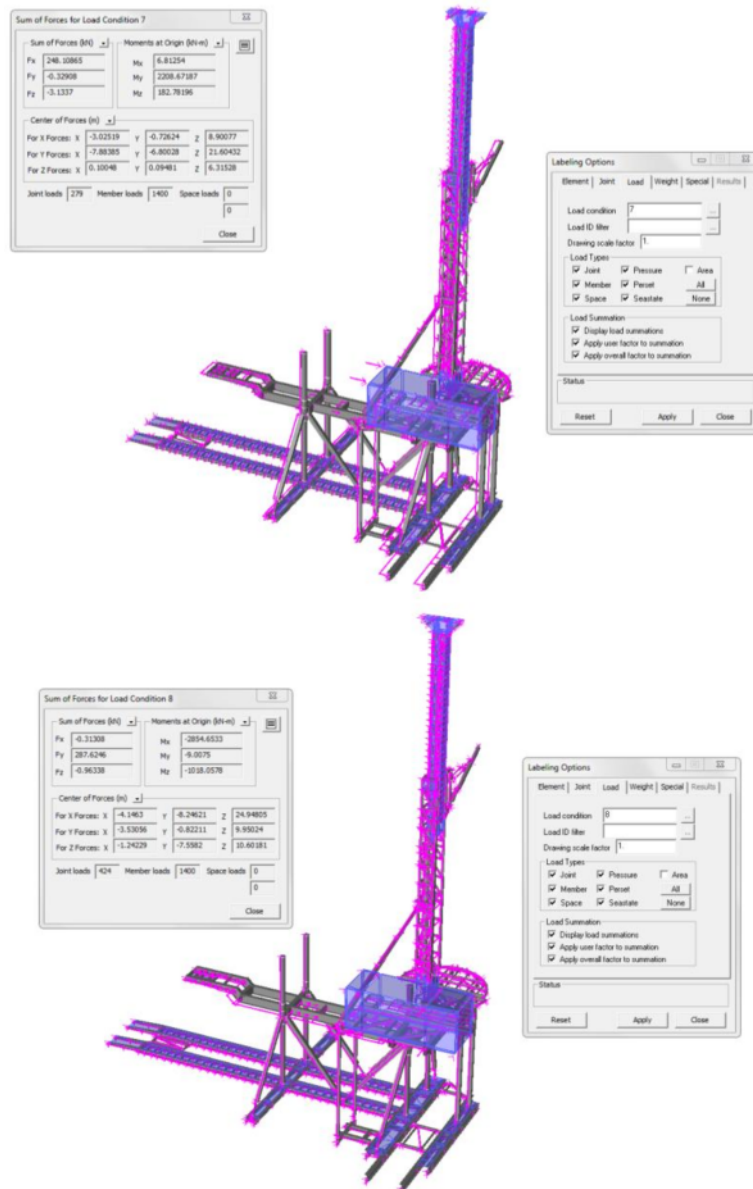 Sum of Forces for Load Condition 7
Sum of Forces (kN)
Moments at Origin (kN-m)
Fx 248.10865
Mx 6.81254
Fy -0.32908
My 2208.67187
Fz -3.1337
Mz 182.78196
Center of Forces (m)
For X Forces: X -3.02519 Y -0.72624 Z 8.90077
For Y Forces: X -7.88385 Y -6.80028 Z 21.60432
For Z Forces: X 0.10048 Y 0.09481 Z 6.31528
Joint loads 279 Member loads 1400 Space loads 0
0
Close
Labeling Options
Element Joint Load Weight Special Results
Load condition 7 ...
Load ID filter ...
Drawing scale factor 1.
Load Types
Joint Pressure Area
Member Perset All
Space Seastate None
Load Summation
Display load summations
Apply user factor to summation
Apply overall factor to summation
Status
Reset Apply Close
Sum of Forces for Load Condition 8
Sum of Forces (kN)
Moments at Origin (kN-m)
Fx -0.31308
Mx -2854.6533
Fy 287.6246
My -9.0075
Fz -0.96338
Mz -1018.0578
Center of Forces (m)
For X Forces: X -4.1463 Y -8.24621 Z 24.94805
For Y Forces: X -3.53056 Y -0.82211 Z 9.95024
For Z Forces: X -1.24229 Y -7.5582 Z 10.60181
Joint loads 424 Member loads 1400 Space loads 0
0
Close
Labeling Options
Element Joint Load Weight Special Results
Load condition 8 ...
Load ID filter ...
Drawing scale factor 1.
Load Types
Joint Pressure Area
Member Perset All
Space Seastate None
Load Summation
Display load summations
Apply user factor to summation
Apply overall factor to summation
Status
Reset Apply Close